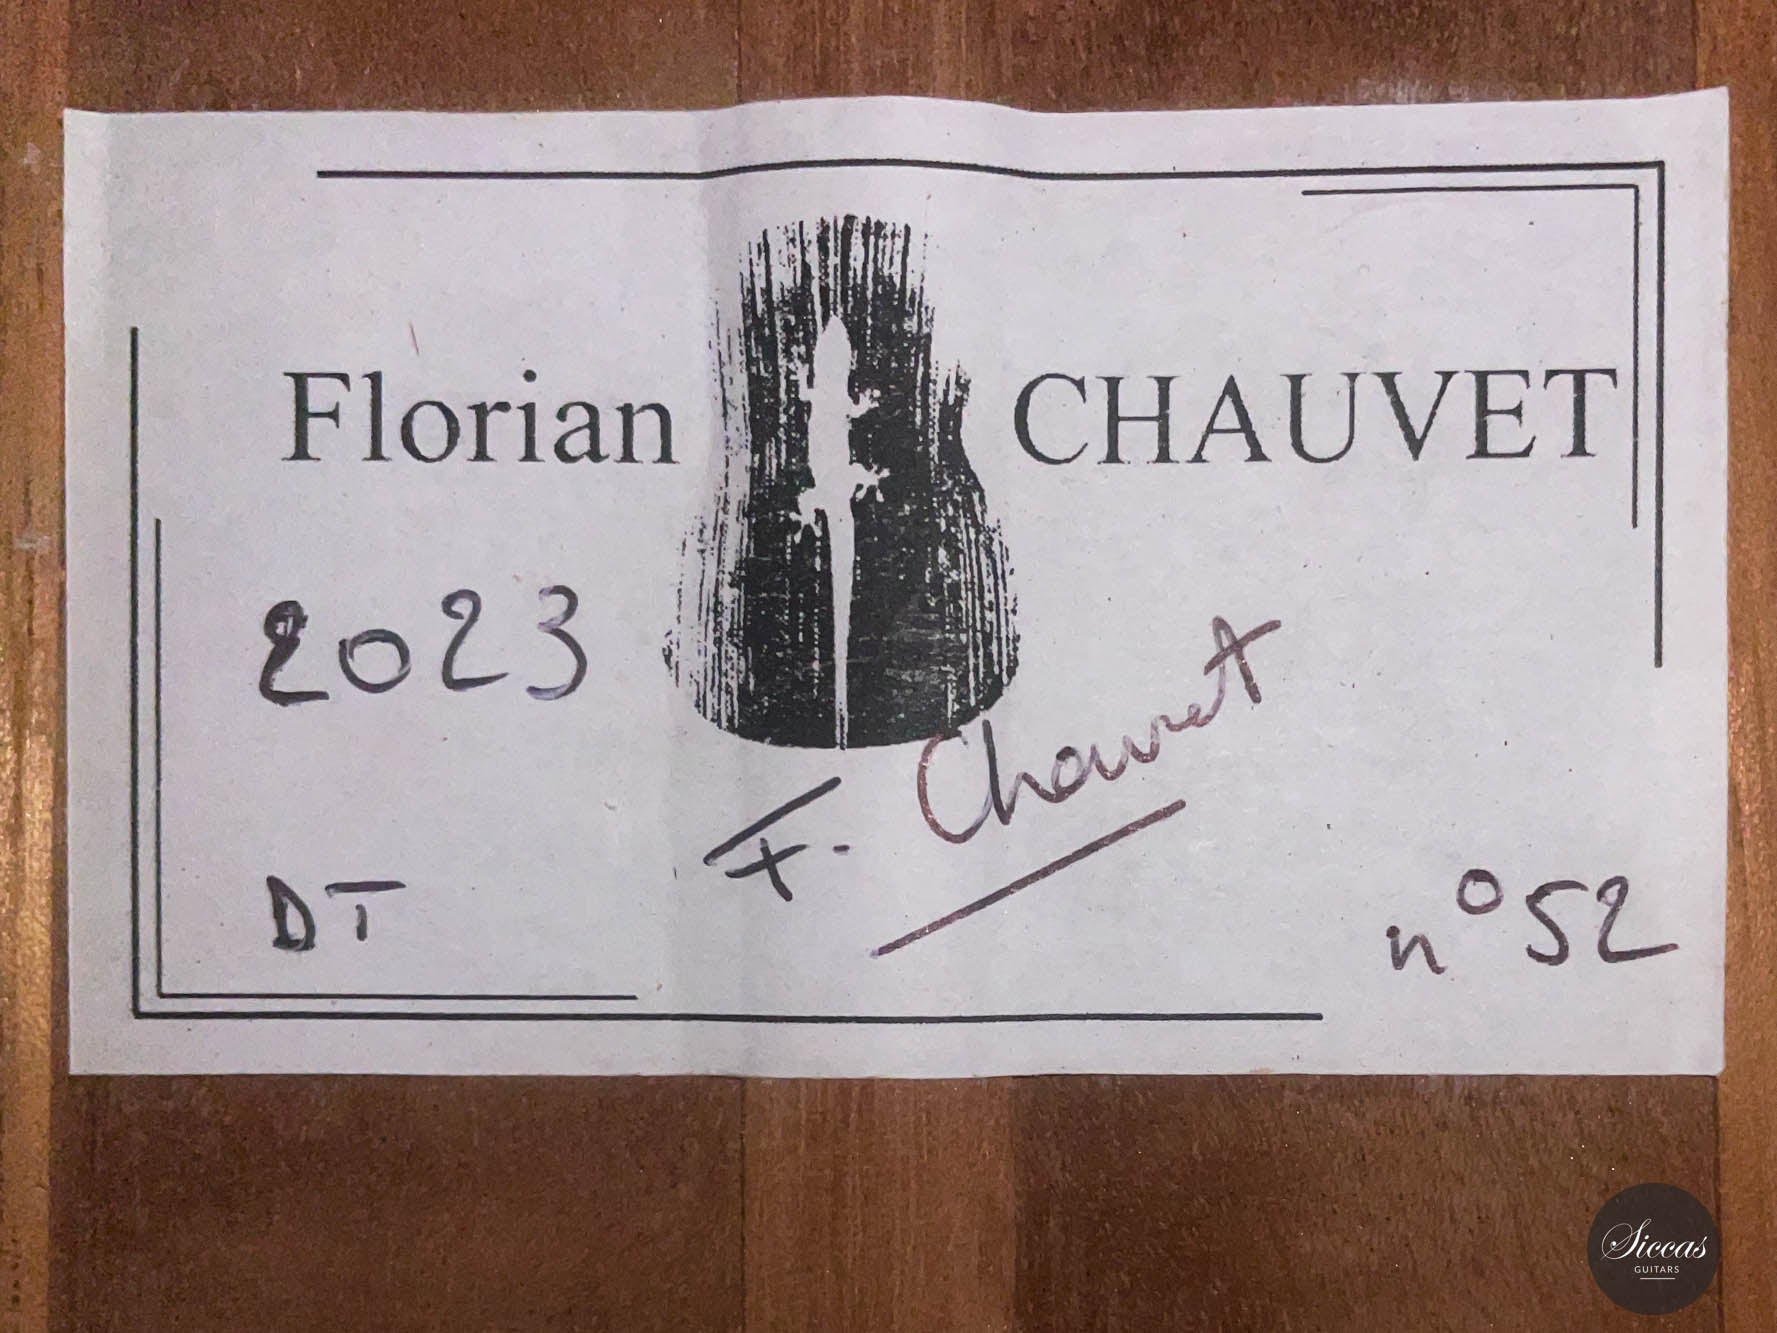 Florian CHAUVET
2023
F. Chauvet
DT
n° 52
Siccas
GUITARS